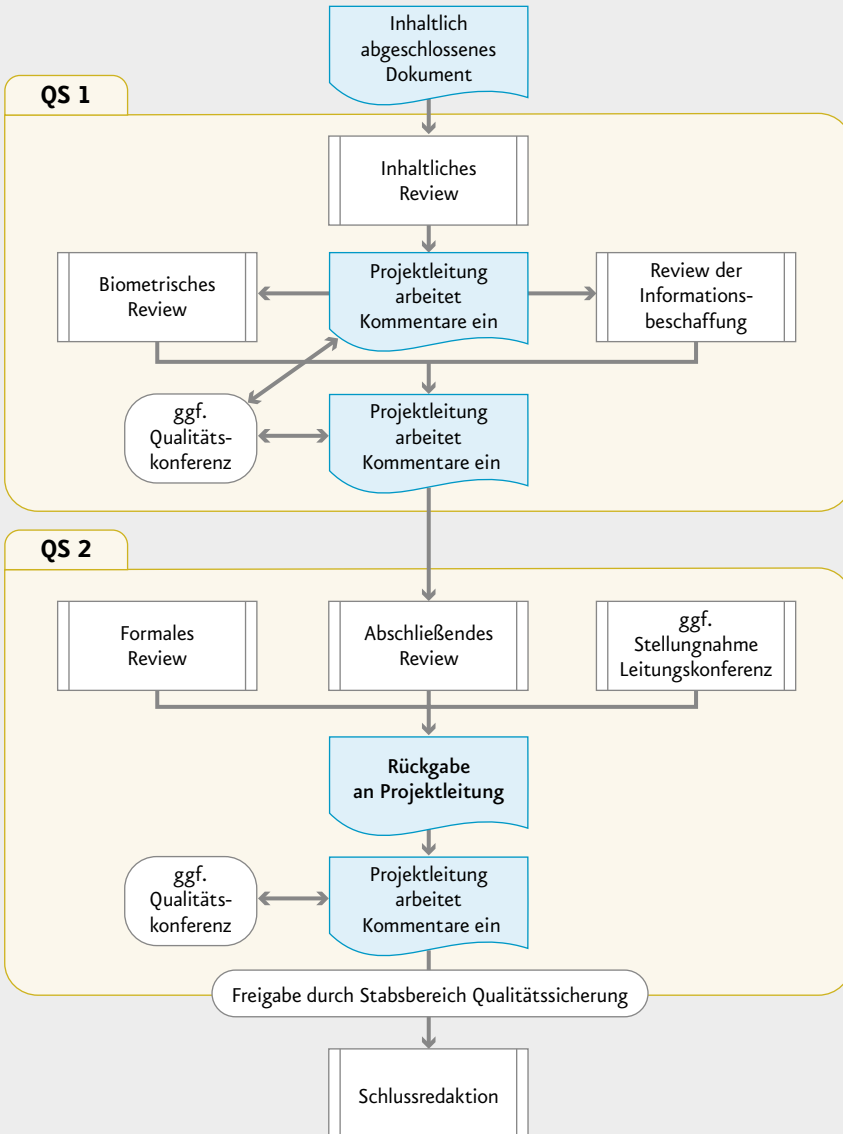 Inhaltlich
abgeschlossenes
Dokument
QS 1
Inhaltliches
Review
Biometrisches
Review
Projektleitung
arbeitet
Kommentare ein
Review der
Informations-
beschaffung
ggf.
Qualitäts-
konferenz
Projektleitung
arbeitet
Kommentare ein
QS 2
Formales
Review
Abschließendes
Review
ggf.
Stellungnahme
Leitungskonferenz
Rückgabe
an Projektleitung
ggf.
Qualitäts-
konferenz
Projektleitung
arbeitet
Kommentare ein
Freigabe durch Stabsbereich Qualitätssicherung
Schlussredaktion